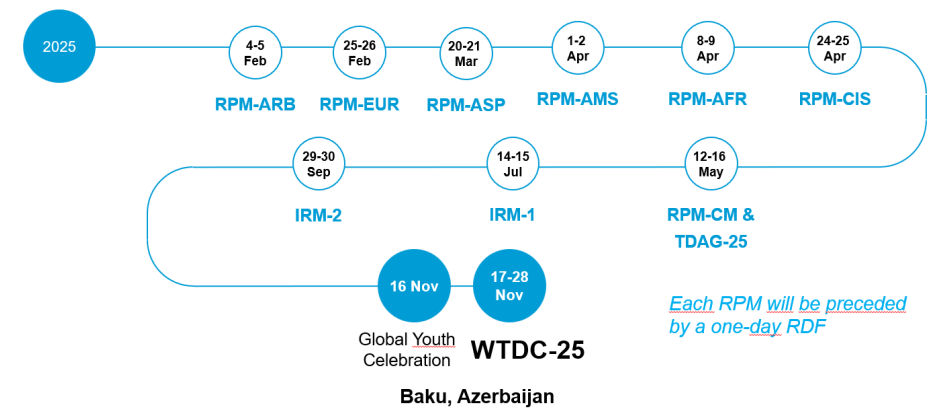 2025
4-5
Feb
RPM-ARB
25-26
Feb
RPM-EUR
20-21
Mar
RPM-ASP
1-2
Apr
RPM-AMS
8-9
Apr
RPM-AFR
24-25
Apr
RPM-CIS
12-16
May
RPM-CM &
TDAG-25
14-15
Jul
IRM-1
29-30
Sep
IRM-2
16 Nov
Global Youth
Celebration
17-28
Nov
WTDC-25
Baku, Azerbaijan
Each RPM will be preceded
by a one-day RDF